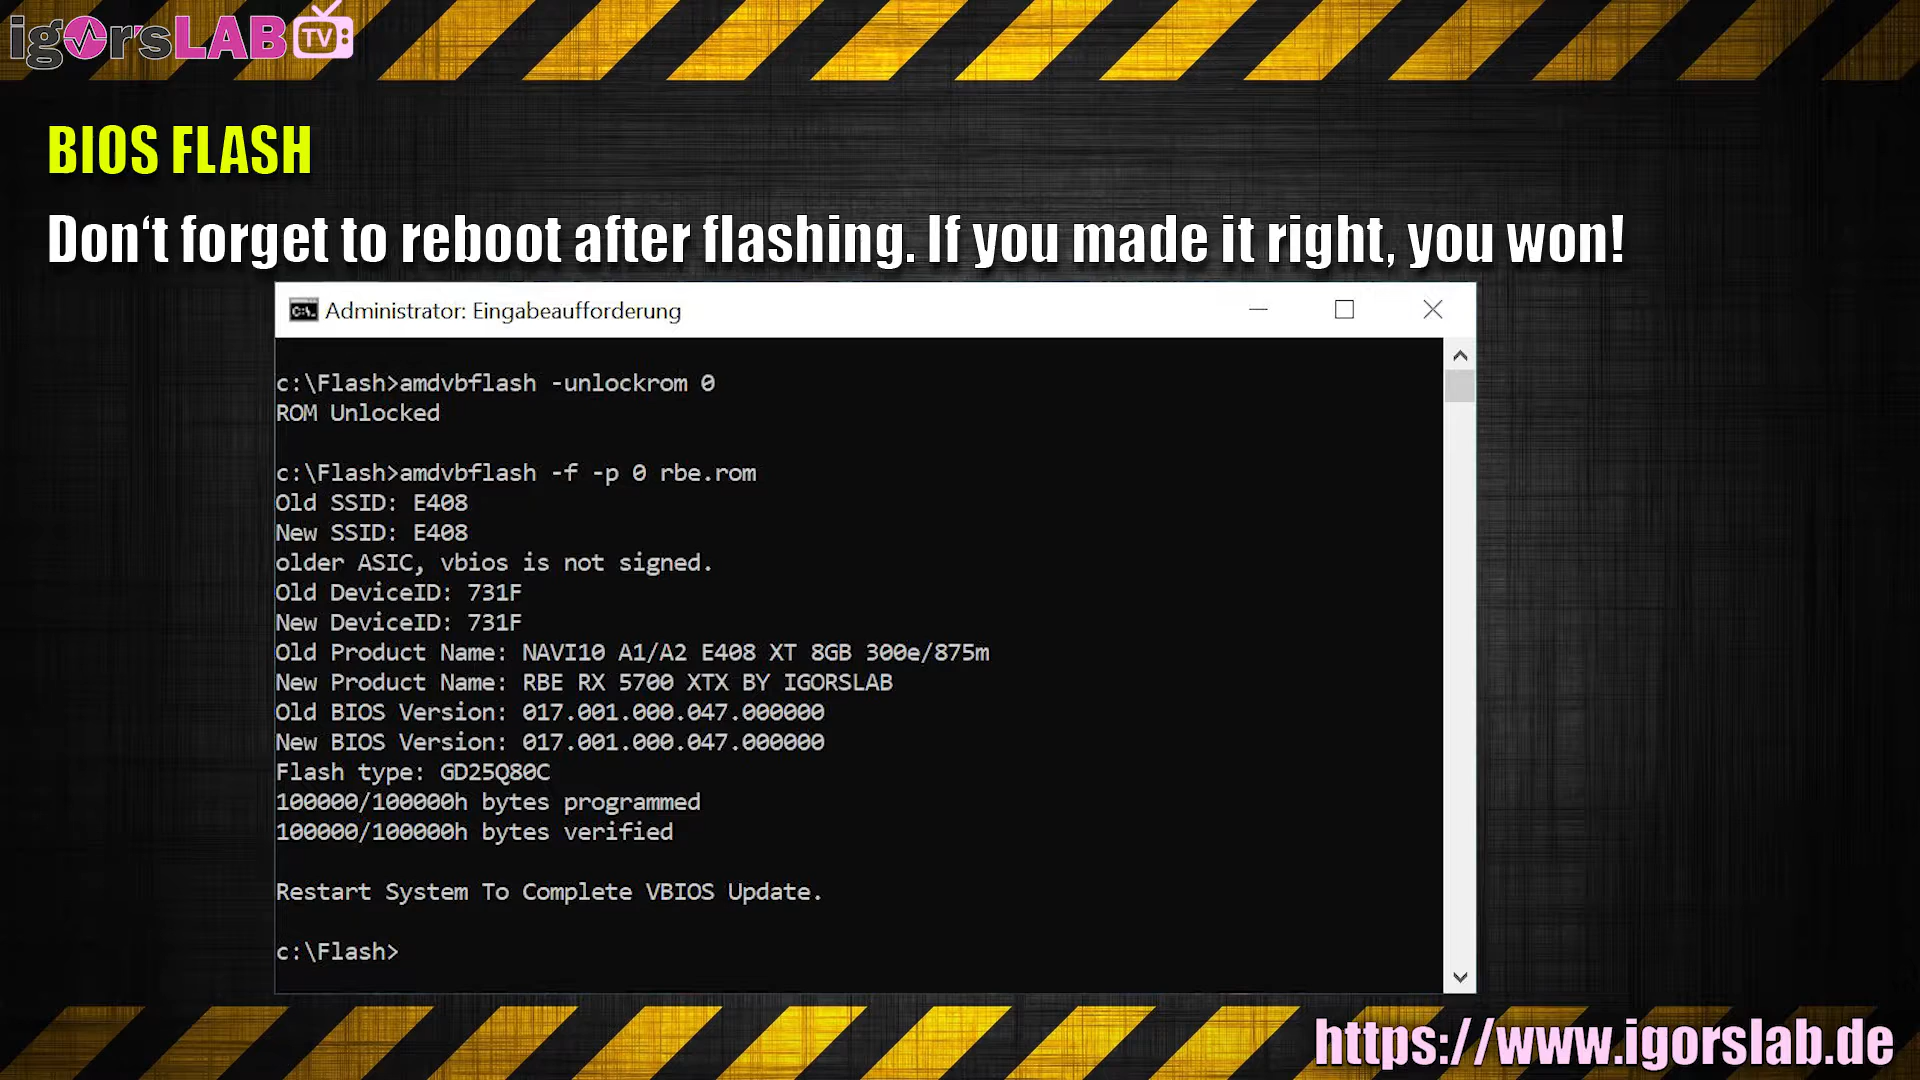 igor'sLAB TV
BIOS FLASH
Don‘t forget to reboot after flashing. If you made it right, you won!
Administrator: Eingabeaufforderung
c:\Flash>amdvbflash -unlockrom 0
ROM Unlocked
c:\Flash>amdvbflash -f -p 0 rbe.rom
Old SSID: E408
New SSID: E408
older ASIC, vbios is not signed.
Old DeviceID: 731F
New DeviceID: 731F
Old Product Name: NAVI10 A1/A2 E408 XT 8GB 300e/875m
New Product Name: RBE RX 5700 XTX BY IGORSLAB
Old BIOS Version: 017.001.000.047.000000
New BIOS Version: 017.001.000.047.000000
Flash type: GD25Q80C
100000/100000h bytes programmed
100000/100000h bytes verified
Restart System To Complete VBIOS Update.
c:\Flash>
https://www.igorslab.de